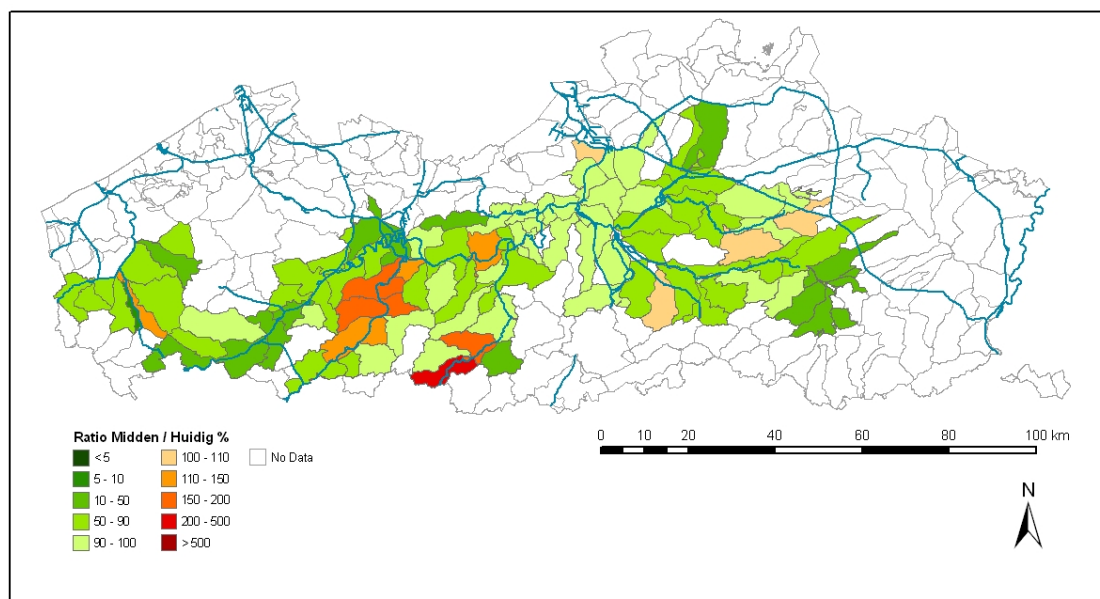 Ratio Midden / Huidig %
<5
5 - 10
10 - 50
50 - 90
90 - 100
100 - 110
110 - 150
150 - 200
200 - 500
>500
No Data
0 10 20 40 60 80 100 km
N